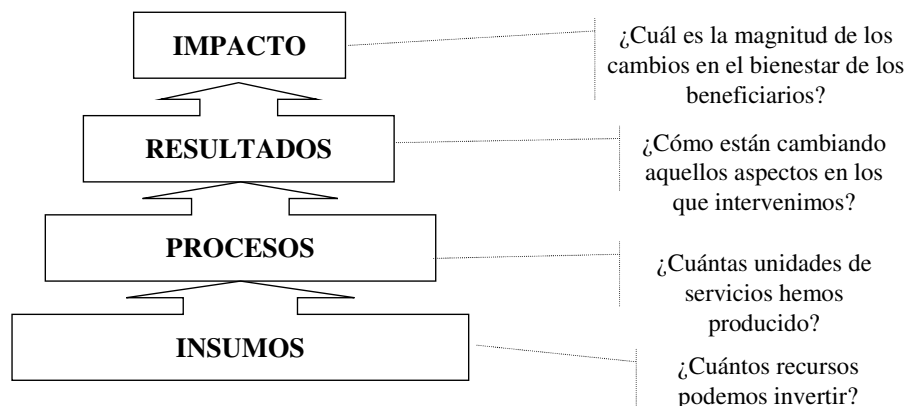 IMPACTO
¿Cuál es la magnitud de los
cambios en el bienestar de los
beneficiarios?
RESULTADOS
¿Cómo están cambiando
aquellos aspectos en los
que intervenimos?
PROCESOS
¿Cuántas unidades de
servicios hemos
producido?
INSUMOS
¿Cuántos recursos
podemos invertir?